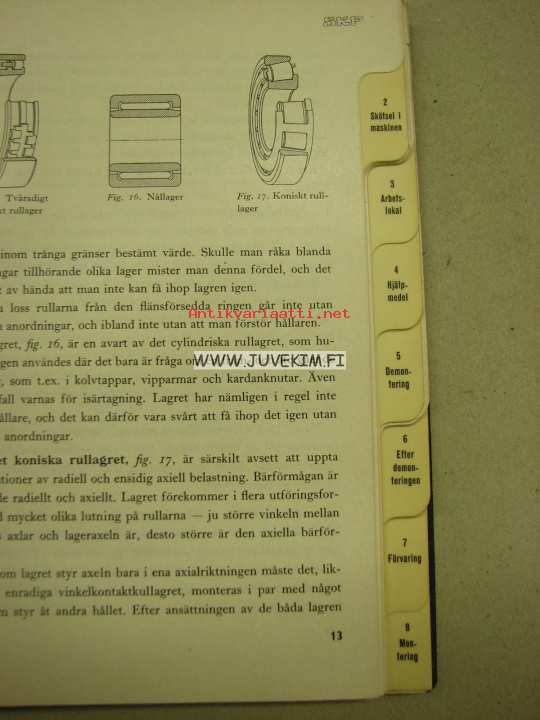 SKF
Tvåradigt
kt rullager
Fig. 16. Nållager
Fig. 17. Koniskt rull-
lager
inom trånga gränser bestämt värde. Skulle man råka blanda
gar tillhörande olika lager mister man denna fördel, och det
av hända att man inte kan få ihop lagren igen.
loss rullarna från den flänsförsedda ringen går inte utan
anordningar, och ibland inte utan att man förstör hållaren.
gret, fig. 16, är en avart av det cylindriska rullagret, som hu-
gen användes där det bara är fråga om
, som t.ex. i kolvtappar, vipparmar och kardanknutar. Även
fall varnas för isärtagning. Lagret har nämligen i regel inte
ållare, och det kan därför vara svårt att få ihop det igen utan
anordningar.
et koniska rullagret, fig. 17, är särskilt avsett att uppta
tioner av radiell och ensidig axiell belastning. Bärförmågan är
de radiellt och axiellt. Lagret förekommer i flera utföringsfor-
d mycket olika lutning på rullarna — ju större vinkeln mellan
s axlar och lageraxeln är, desto större är den axiella bärför-
om lagret styr axeln bara i ena axialriktningen måste det, lik-
enradiga vinkelkontaktkullagret, monteras i par med något
m styr åt andra hållet. Efter ansättningen av de båda lagren
13
2
Skötsel i
maskinen
3
Arbets-
lokal
4
Hjälp-
medel
5
Demon-
tering
6
Efter
demon-
teringen
7
Förvaring
8
Mon-
tering
Antikvariaatti.net
WWW.JUVEKIM.FI